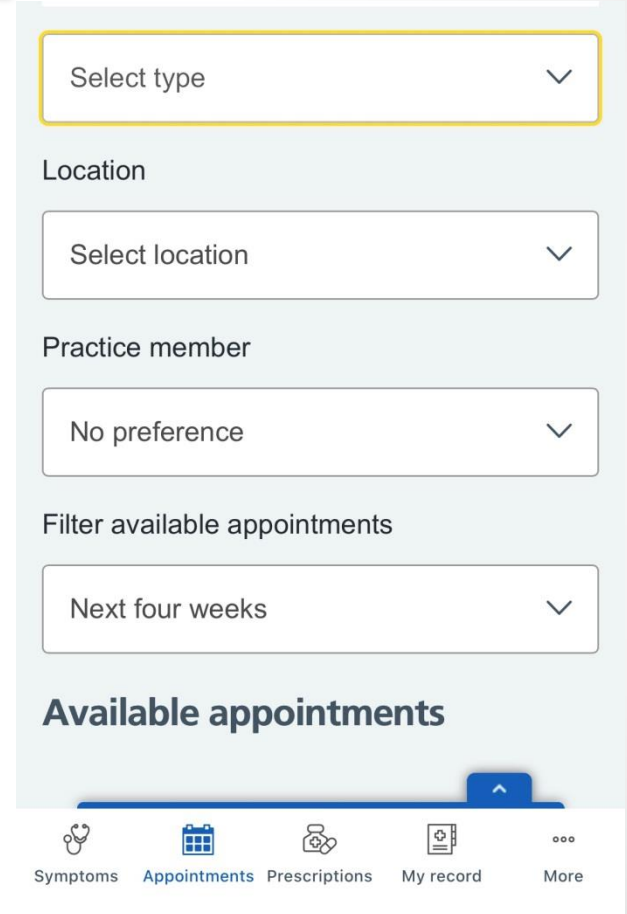 Select type
Location
Select location
Practice member
No preference
Filter available appointments
Next four weeks
Available appointments
Symptoms Appointments Prescriptions My record More